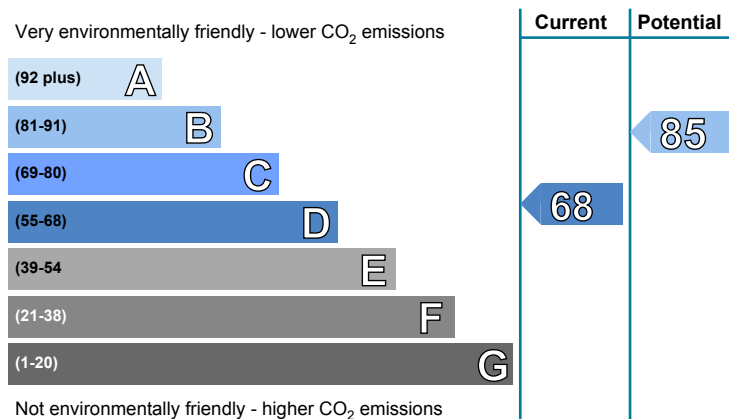 Current Potential
Very environmentally friendly - lower CO2 emissions
(92 plus) A
(81-91) B
85
(69-80) C
(55-68) D
68
(39-54 E
(21-38) F
(1-20) G
Not environmentally friendly - higher CO2 emissions